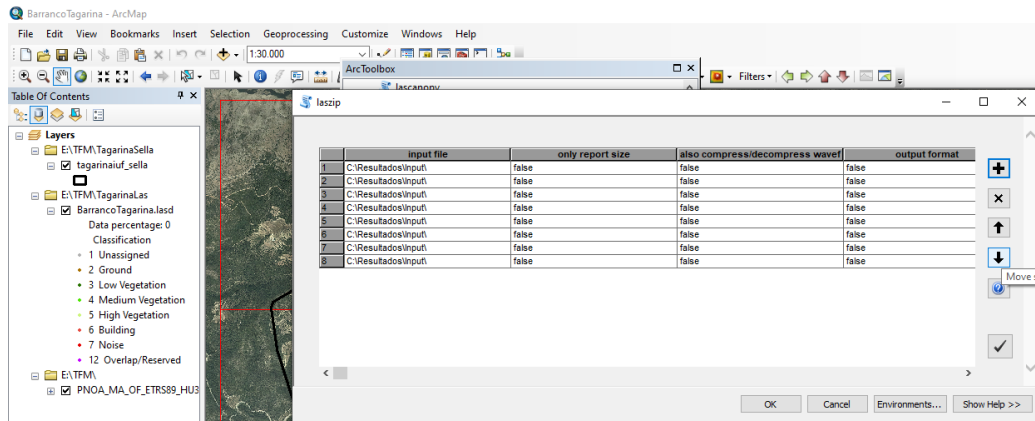 BarrancoTagarina - ArcMap
File Edit View Bookmarks Insert Selection Geoprocessing Customize Windows Help
1:30.000
ArcToolbox
Filters
Table Of Contents
lascanopy
laszip
Layers
E:\TFM\TagarinaSella
tagarinaiuf_sella
E:\TFM\TagarinaLas
BarrancoTagarina.lasd
Data percentage: 0
Classification
1 Unassigned
2 Ground
3 Low Vegetation
4 Medium Vegetation
5 High Vegetation
6 Building
7 Noise
12 Overlap/Reserved
E:\TFM\
PNOA_MA_OF_ETRS89_HU3
input file only report size also compress/decompress wavef output format
1 C:\Resultados\Input\ false false false
2 C:\Resultados\Input\ false false false
3 C:\Resultados\Input\ false false false
4 C:\Resultados\Input\ false false false
5 C:\Resultados\Input\ false false false
6 C:\Resultados\Input\ false false false
7 C:\Resultados\Input\ false false false
8 C:\Resultados\Input\ false false false
Move s
OK Cancel Environments... Show Help >>